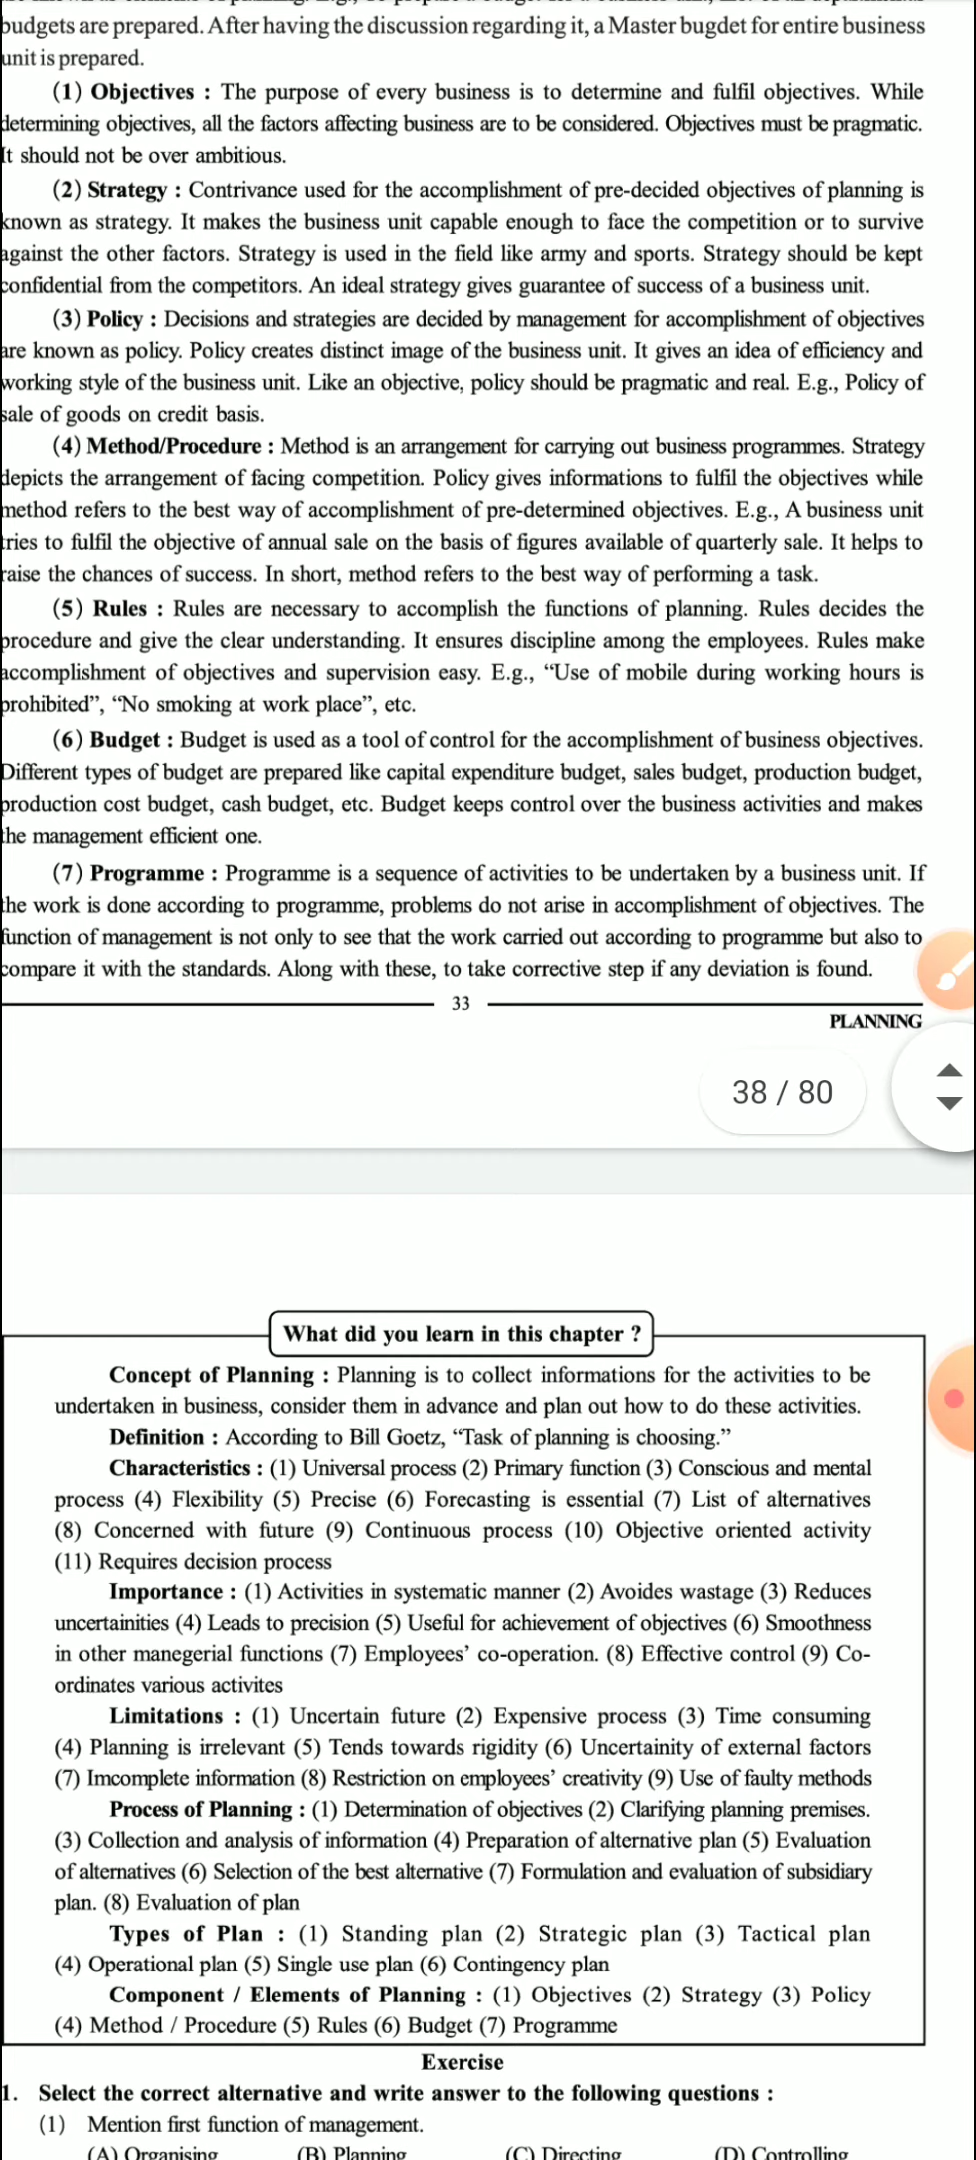 budgets are prepared. After having the discussion regarding it, a Master bugdet for entire business
unit is prepared.
(1) Objectives : The purpose of every business is to determine and fulfil objectives. While
determining objectives, all the factors affecting business are to be considered. Objectives must be pragmatic.
It should not be over ambitious.
(2) Strategy : Contrivance used for the accomplishment of pre-decided objectives of planning is
known as strategy. It makes the business unit capable enough to face the competition or to survive
against the other factors. Strategy is used in the field like army and sports. Strategy should be kept
confidential from the competitors. An ideal strategy gives guarantee of success of a business unit.
(3) Policy : Decisions and strategies are decided by management for accomplishment of objectives
are known as policy. Policy creates distinct image of the business unit. It gives an idea of efficiency and
working style of the business unit. Like an objective, policy should be pragmatic and real. E.g., Policy of
sale of goods on credit basis.
(4) Method/Procedure : Method is an arrangement for carrying out business programmes. Strategy
depicts the arrangement of facing competition. Policy gives informations to fulfil the objectives while
method refers to the best way of accomplishment of pre-determined objectives. E.g., A business unit
tries to fulfil the objective of annual sale on the basis of figures available of quarterly sale. It helps to
raise the chances of success. In short, method refers to the best way of performing a task.
(5) Rules : Rules are necessary to accomplish the functions of planning. Rules decides the
procedure and give the clear understanding. It ensures discipline among the employees. Rules make
accomplishment of objectives and supervision easy. E.g., “Use of mobile during working hours is
prohibited”, “No smoking at work place”, etc.
(6) Budget : Budget is used as a tool of control for the accomplishment of business objectives.
Different types of budget are prepared like capital expenditure budget, sales budget, production budget,
production cost budget, cash budget, etc. Budget keeps control over the business activities and makes
the management efficient one.
(7) Programme : Programme is a sequence of activities to be undertaken by a business unit. If
the work is done according to programme, problems do not arise in accomplishment of objectives. The
function of management is not only to see that the work carried out according to programme but also to
compare it with the standards. Along with these, to take corrective step if any deviation is found.
33
PLANNING
38 / 80
What did you learn in this chapter ?
Concept of Planning : Planning is to collect informations for the activities to be
undertaken in business, consider them in advance and plan out how to do these activities.
Definition : According to Bill Goetz, “Task of planning is choosing.”
Characteristics : (1) Universal process (2) Primary function (3) Conscious and mental
process (4) Flexibility (5) Precise (6) Forecasting is essential (7) List of alternatives
(8) Concerned with future (9) Continuous process (10) Objective oriented activity
(11) Requires decision process
Importance : (1) Activities in systematic manner (2) Avoides wastage (3) Reduces
uncertainities (4) Leads to precision (5) Useful for achievement of objectives (6) Smoothness
in other manegerial functions (7) Employees’ co-operation. (8) Effective control (9) Co-
ordinates various activites
Limitations : (1) Uncertain future (2) Expensive process (3) Time consuming
(4) Planning is irrelevant (5) Tends towards rigidity (6) Uncertainity of external factors
(7) Imcomplete information (8) Restriction on employees’ creativity (9) Use of faulty methods
Process of Planning : (1) Determination of objectives (2) Clarifying planning premises.
(3) Collection and analysis of information (4) Preparation of alternative plan (5) Evaluation
of alternatives (6) Selection of the best alternative (7) Formulation and evaluation of subsidiary
plan. (8) Evaluation of plan
Types of Plan : (1) Standing plan (2) Strategic plan (3) Tactical plan
(4) Operational plan (5) Single use plan (6) Contingency plan
Component / Elements of Planning : (1) Objectives (2) Strategy (3) Policy
(4) Method / Procedure (5) Rules (6) Budget (7) Programme
Exercise
1. Select the correct alternative and write answer to the following questions :
(1) Mention first function of management.
(A) Organising (B) Planning (C) Directing (D) Controlling